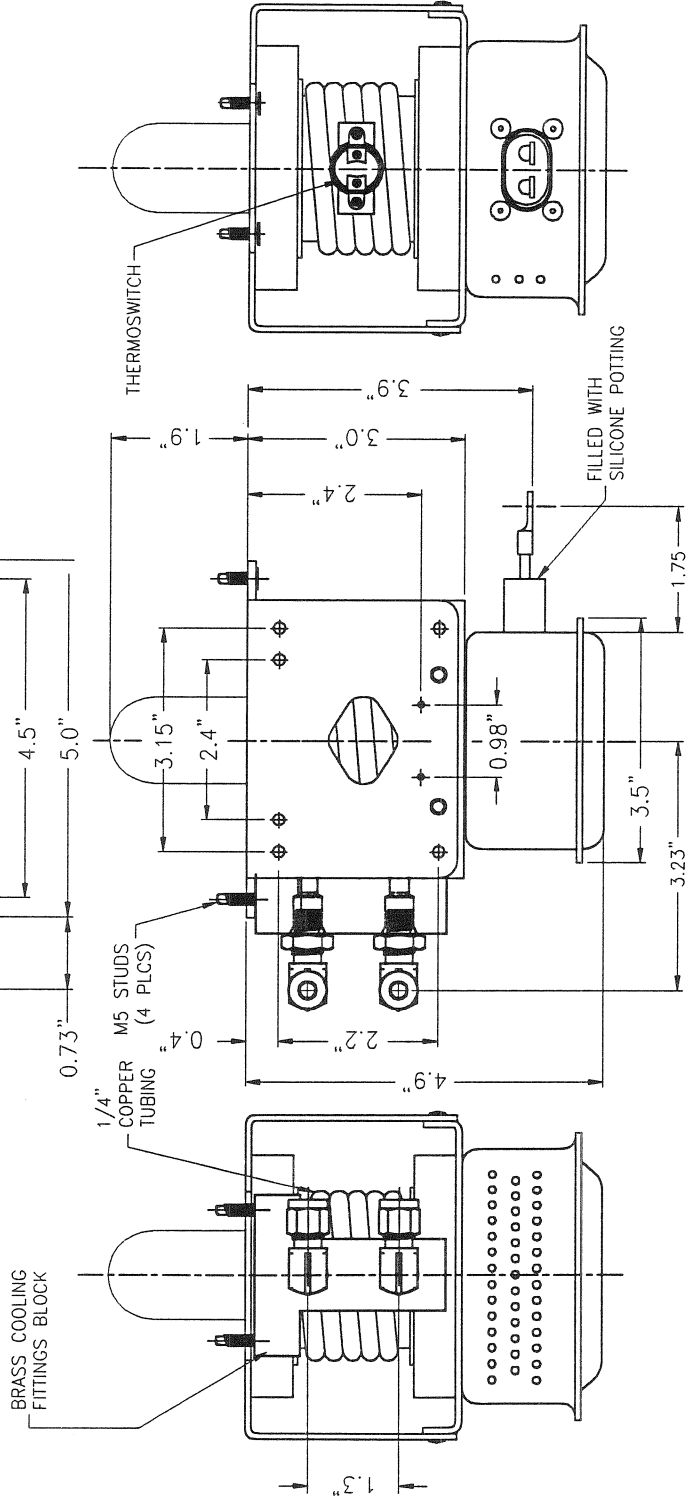 4.5"
5.0"
0.73"
THERMOSWITCH
1.9"
3.9"
3.0"
2.4"
3.15"
2.4"
0.98"
FILLED WITH
SILICONE POTTING
1.75
3.5"
3.23"
M5 STUDS
(4 PLCS)
0.4"
2.2"
4.9"
1/4"
COPPER
TUBING
BRASS COOLING
FITTINGS BLOCK
1.3"